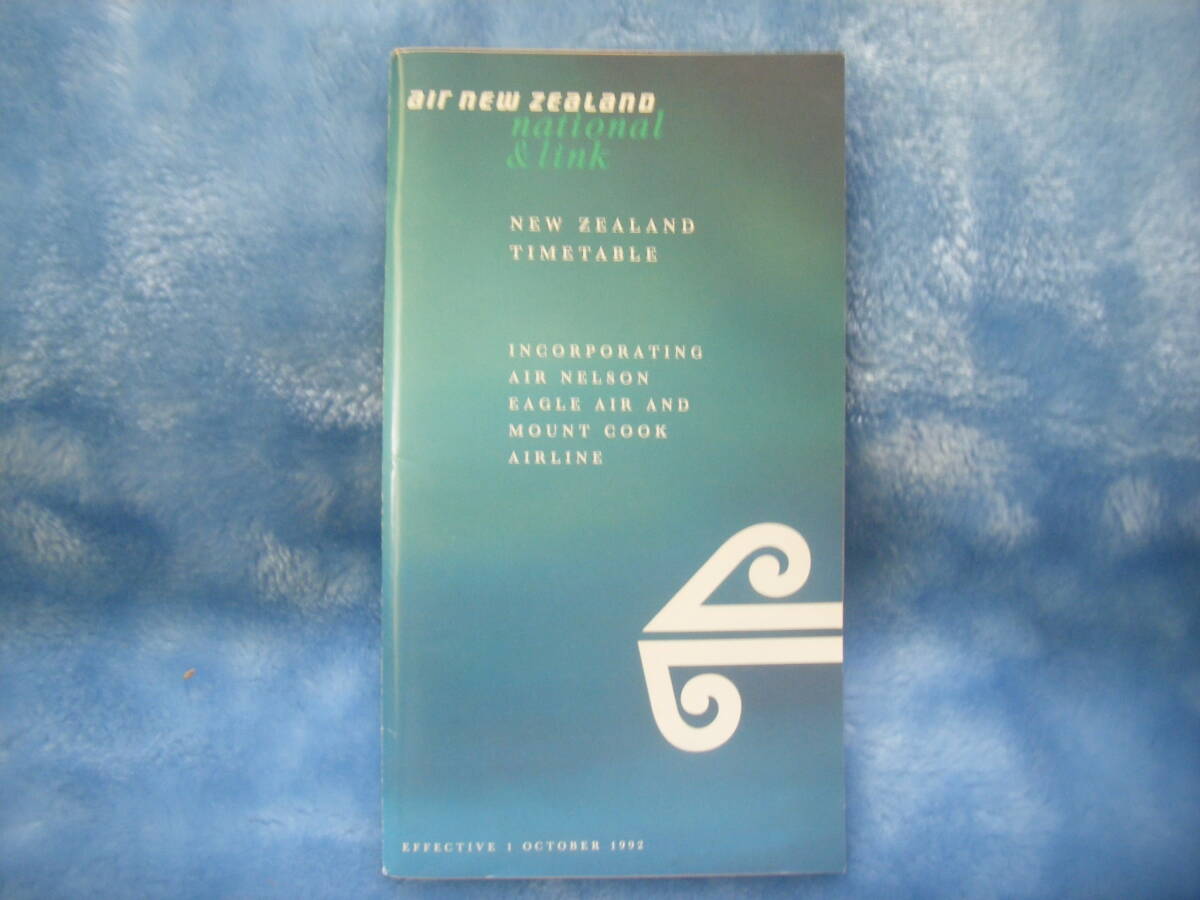 air new zealand
national
& link
NEW ZEALAND
TIMETABLE
INCORPORATING
AIR NELSON
EAGLE AIR AND
MOUNT COOK
AIRLINE
EFFECTIVE 1 OCTOBER 1992